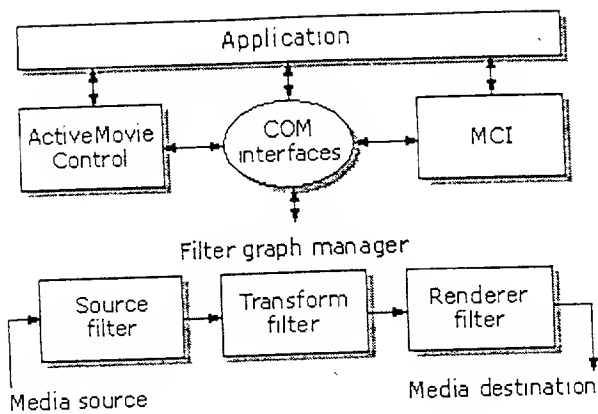 Application
ActiveMovie
Control
COM
interfaces
MCI
Filter graph manager
Source
filter
Transform
filter
Renderer
filter
Media source
Media destination